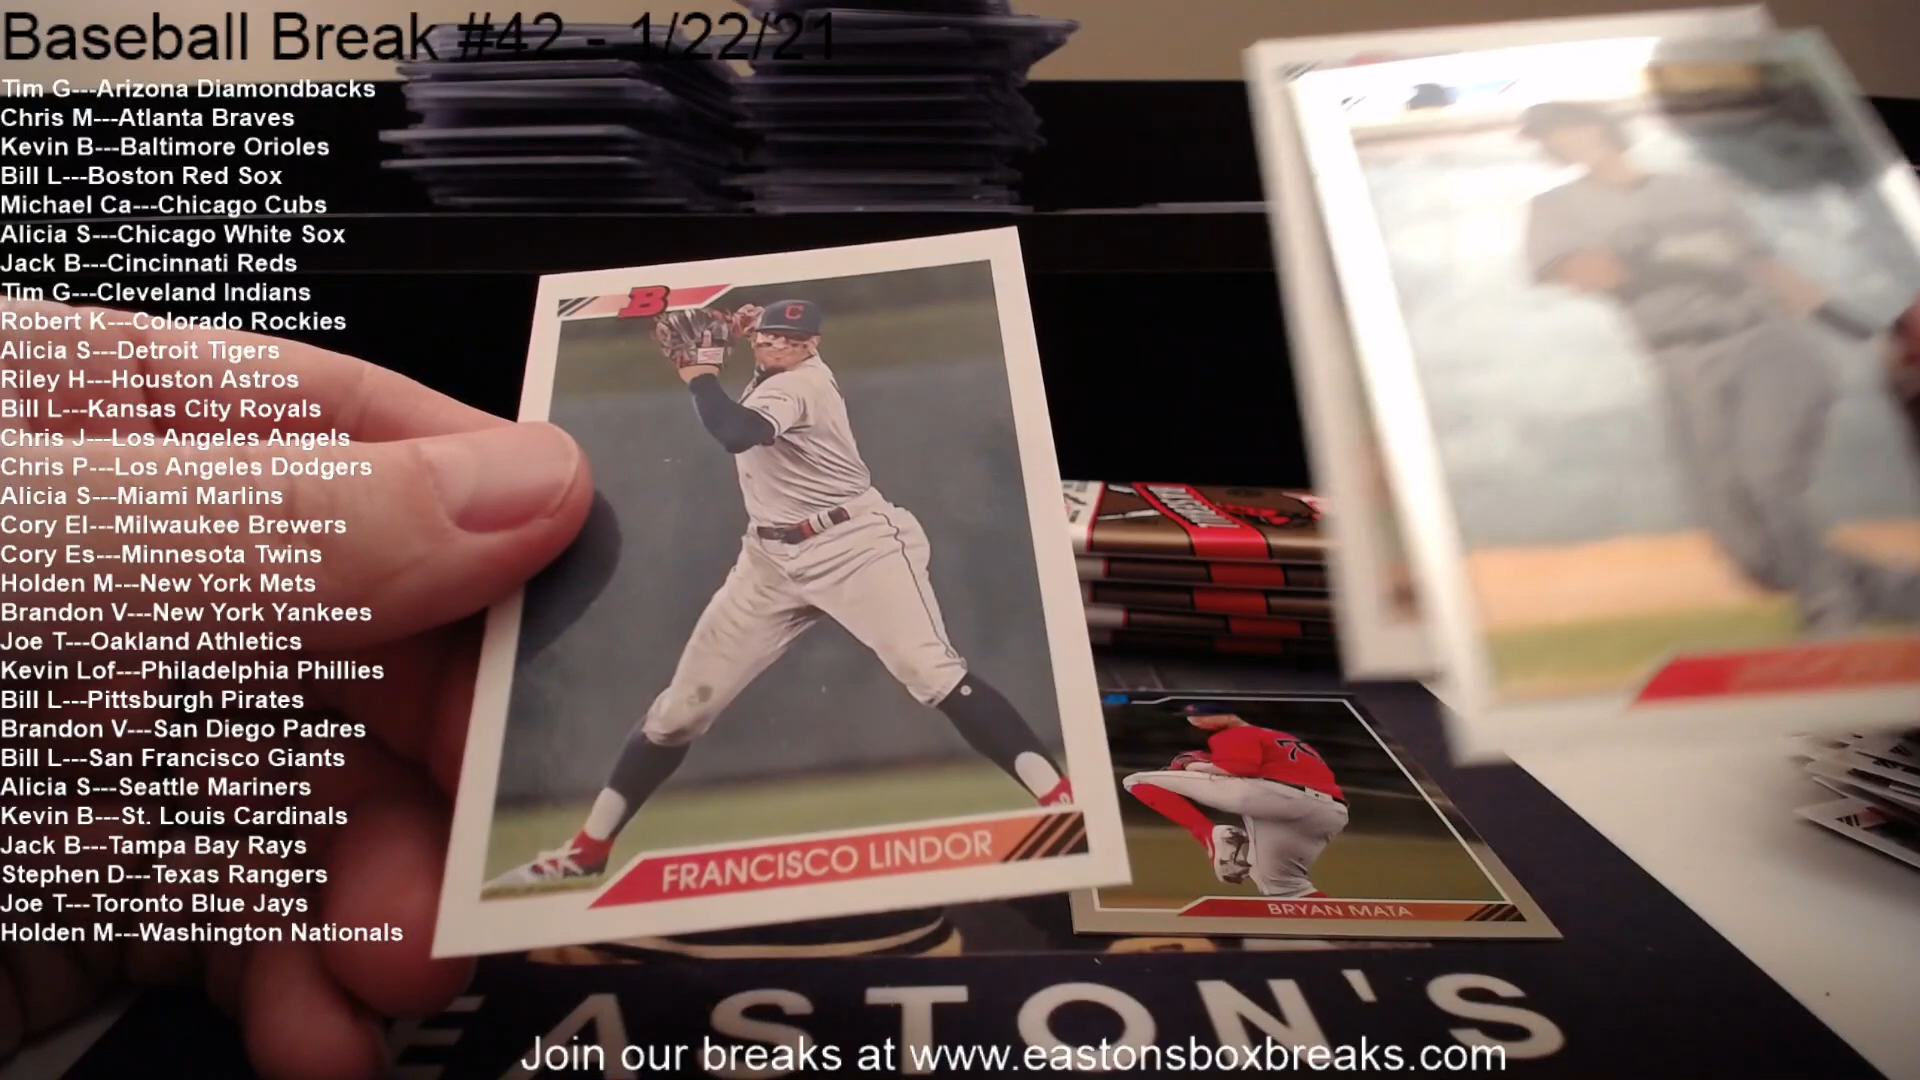 Baseball Break #42 - 1/22/21
Tim G---Arizona Diamondbacks
Chris M---Atlanta Braves
Kevin B---Baltimore Orioles
Bill L---Boston Red Sox
Michael Ca---Chicago Cubs
Alicia S---Chicago White Sox
Jack B---Cincinnati Reds
Tim G---Cleveland Indians
Robert K---Colorado Rockies
Alicia S---Detroit Tigers
Riley H---Houston Astros
Bill L---Kansas City Royals
Chris J---Los Angeles Angels
Chris P---Los Angeles Dodgers
Alicia S---Miami Marlins
Cory El---Milwaukee Brewers
Cory Es---Minnesota Twins
Holden M---New York Mets
Brandon V---New York Yankees
Joe T---Oakland Athletics
Kevin Lof---Philadelphia Phillies
Bill L---Pittsburgh Pirates
Brandon V---San Diego Padres
Bill L---San Francisco Giants
Alicia S---Seattle Mariners
Kevin B---St. Louis Cardinals
Jack B---Tampa Bay Rays
Stephen D---Texas Rangers
Joe T---Toronto Blue Jays
Holden M---Washington Nationals
B
C
FRANCISCO LINDOR
BASEBALL
BRYAN MATA
EASTON'S
Join our breaks at www.eastonsboxbreaks.com